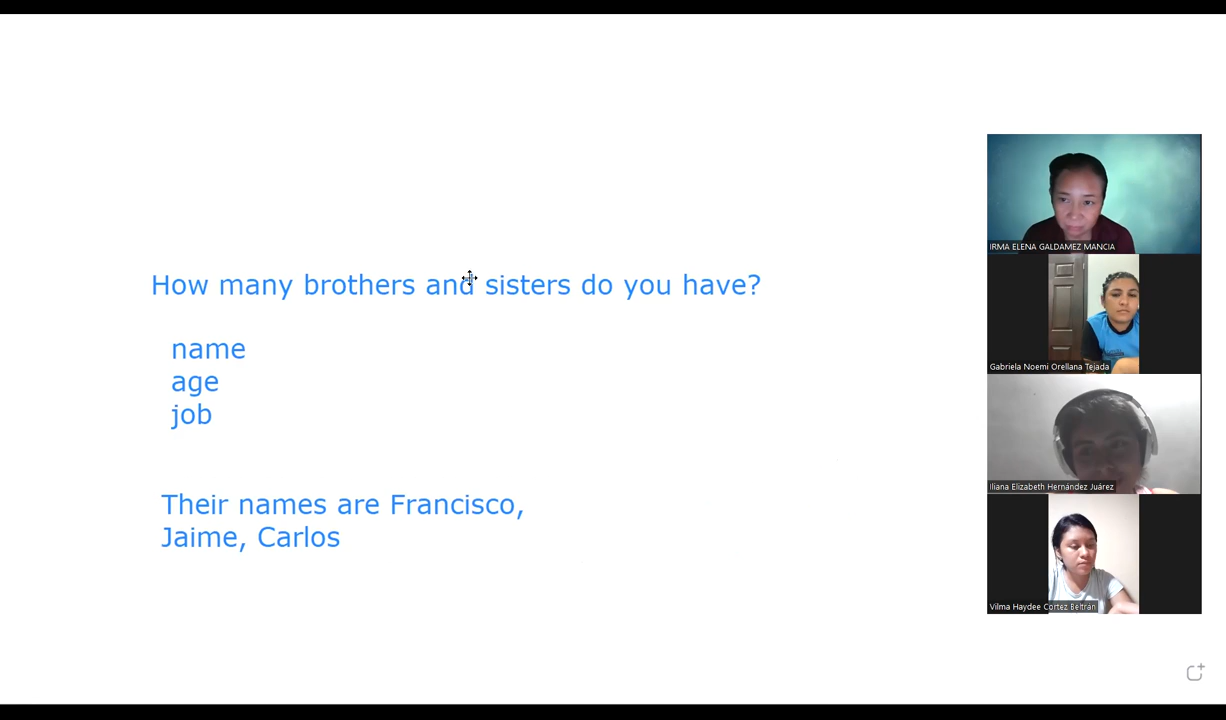 How many brothers and sisters do you have?
name
age
job
Their names are Francisco,
Jaime, Carlos
IRMA ELENA GALDAMEZ MANCIA
Gabriela Noemi Orellana Tejada
Iliana Elizabeth Hernández Juárez
Vilma Haydee Cortez Beltrán